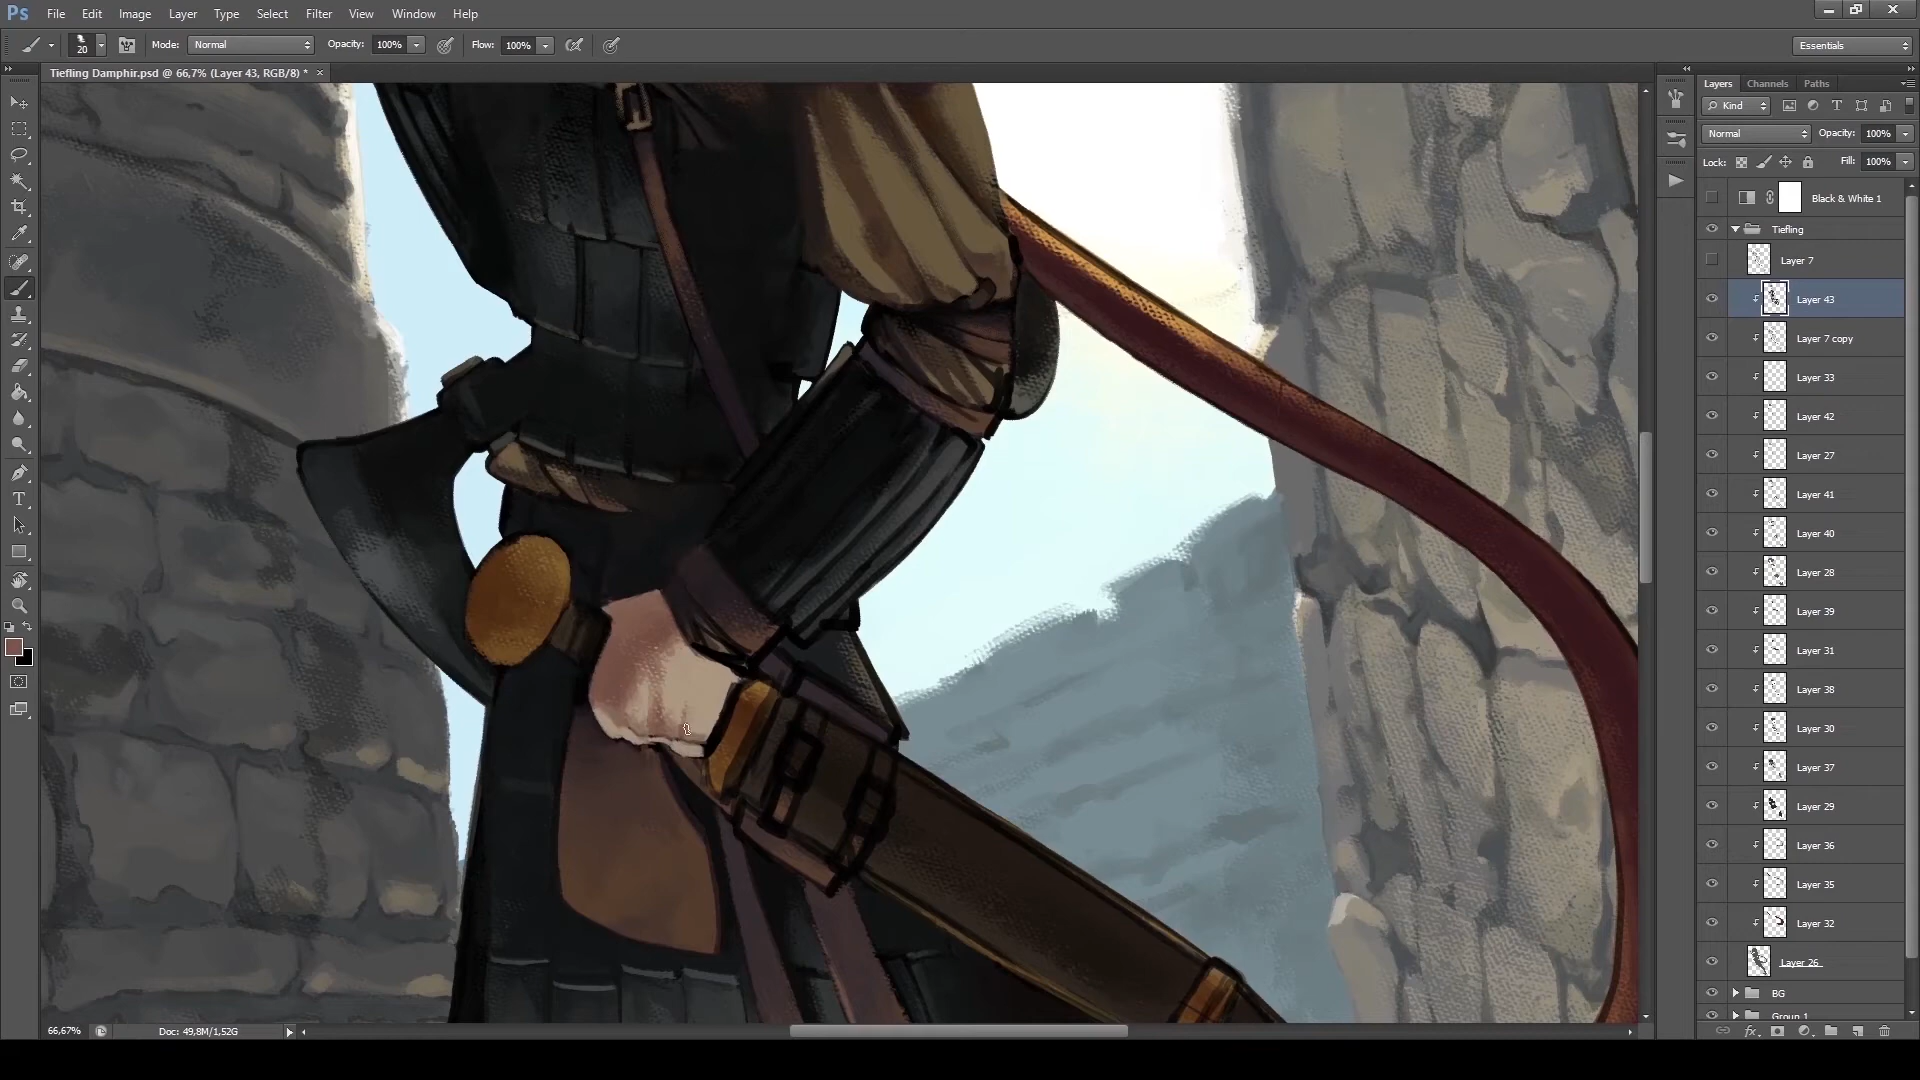 Ps File Edit Image Layer Type Select Filter View Window Help
20 Mode: Normal Opacity: 100% Flow: 100% Essentials
Tiefling Damphir.psd @ 66,7% (Layer 43, RGB/8) * ×
Layers Channels Paths
Kind
Normal Opacity: 100%
Lock: Fill: 100%
Black & White 1
Tiefling
Layer 7
Layer 43
Layer 7 copy
Layer 33
Layer 42
Layer 27
Layer 41
Layer 40
Layer 28
Layer 39
Layer 31
Layer 38
Layer 30
Layer 37
Layer 29
Layer 36
Layer 35
Layer 32
Layer 26
BG
Group 1
66,67% Doc: 49,8M/1,52G